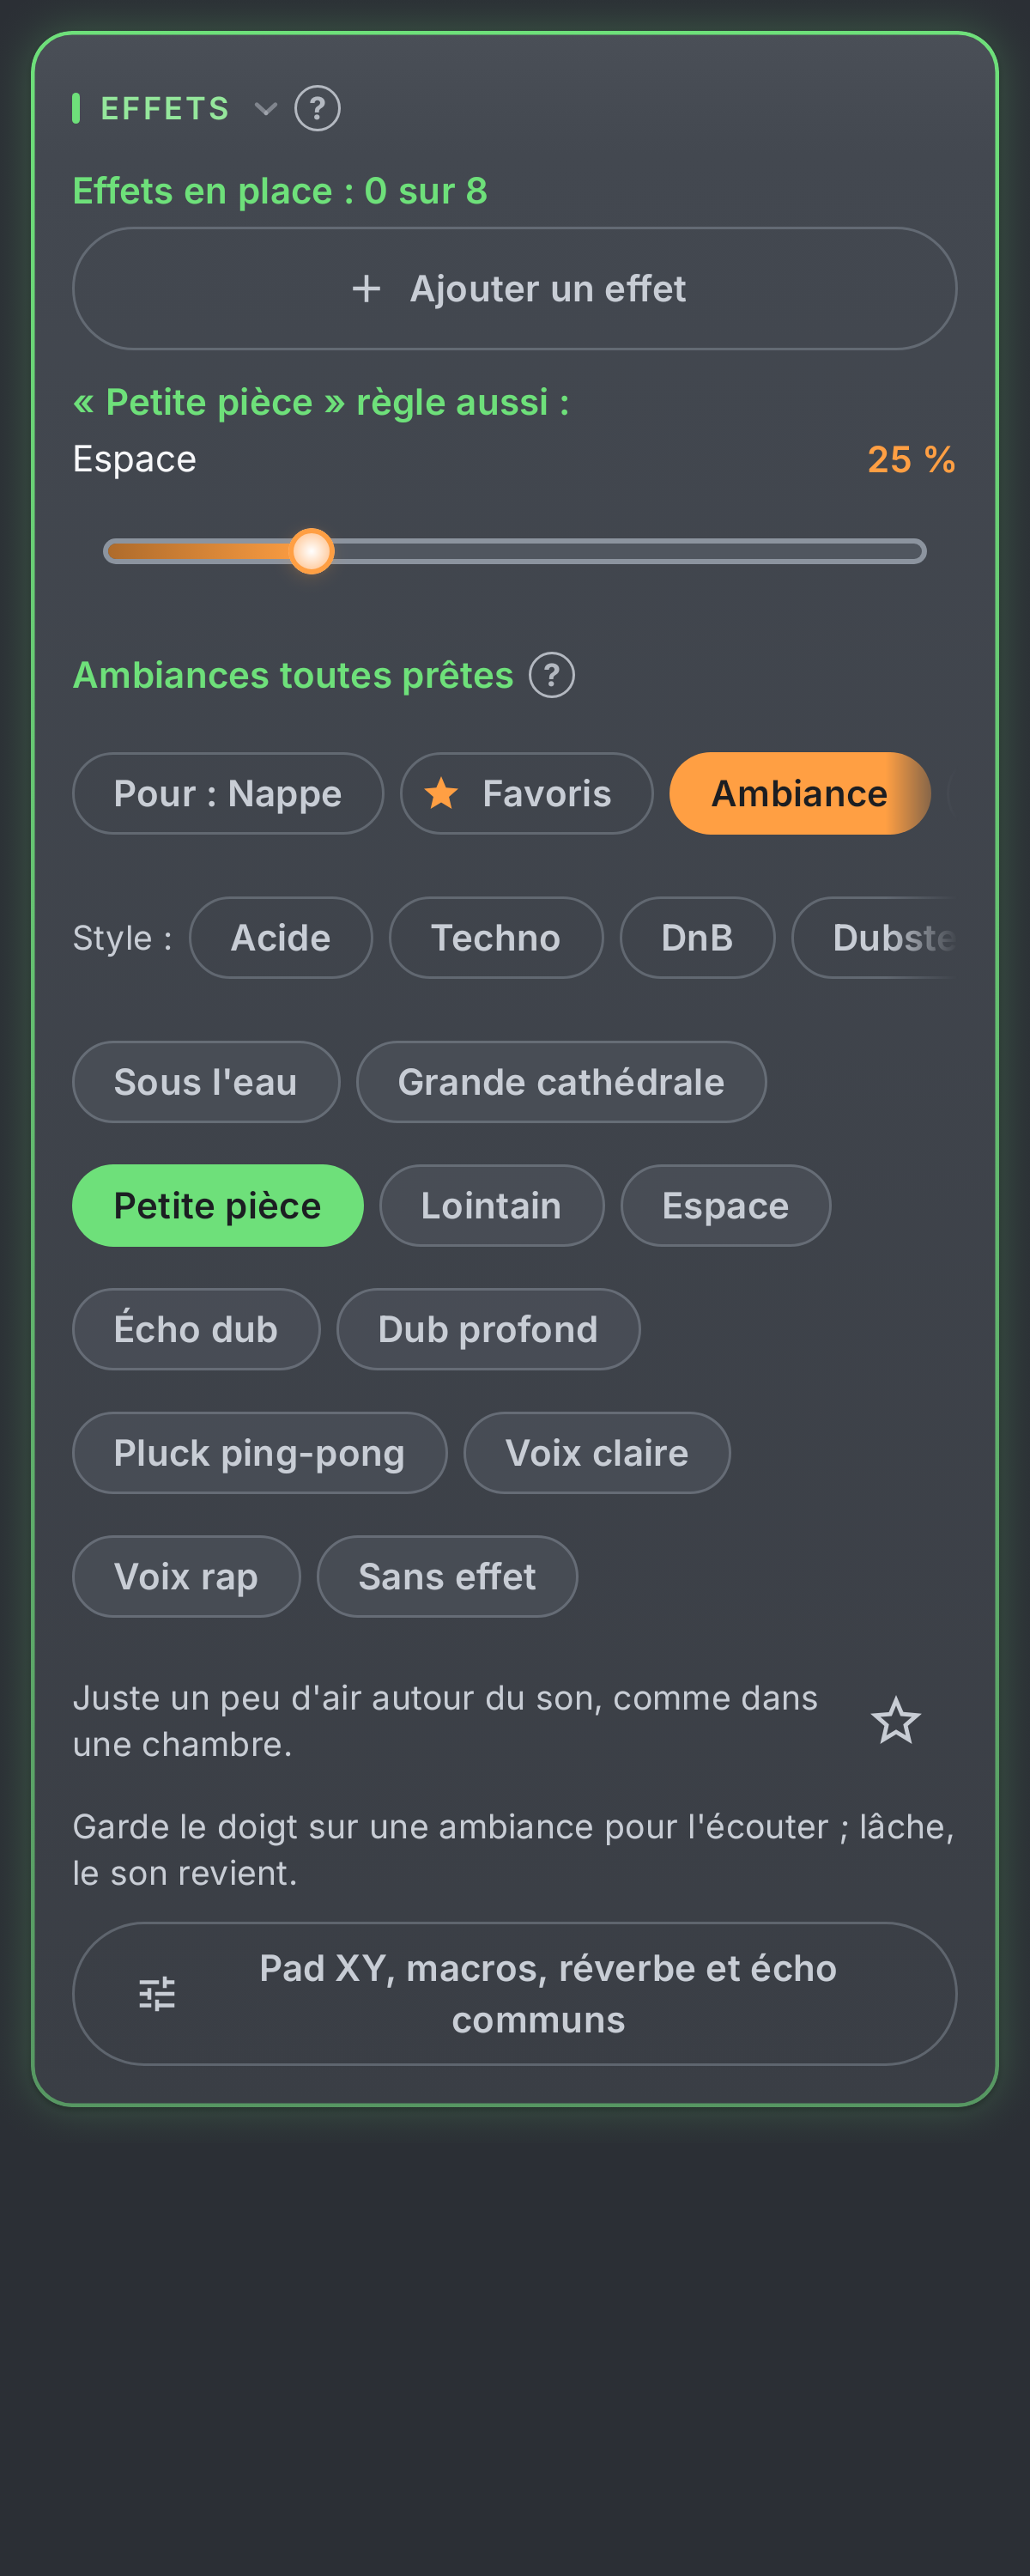 EFFETS ?
Effets en place : 0 sur 8
+ Ajouter un effet
« Petite pièce » règle aussi :
Espace 25 %
Ambiances toutes prêtes ?
Pour : Nappe Favoris Ambiance
Style : Acide Techno DnB
Sous l'eau Grande cathédrale
Petite pièce Lointain Espace
Écho dub Dub profond
Pluck ping-pong Voix claire
Voix rap Sans effet
Juste un peu d'air autour du son, comme dans
une chambre.
Garde le doigt sur une ambiance pour l'écouter ; lâche,
le son revient.
Pad XY, macros, réverbe et écho
communs